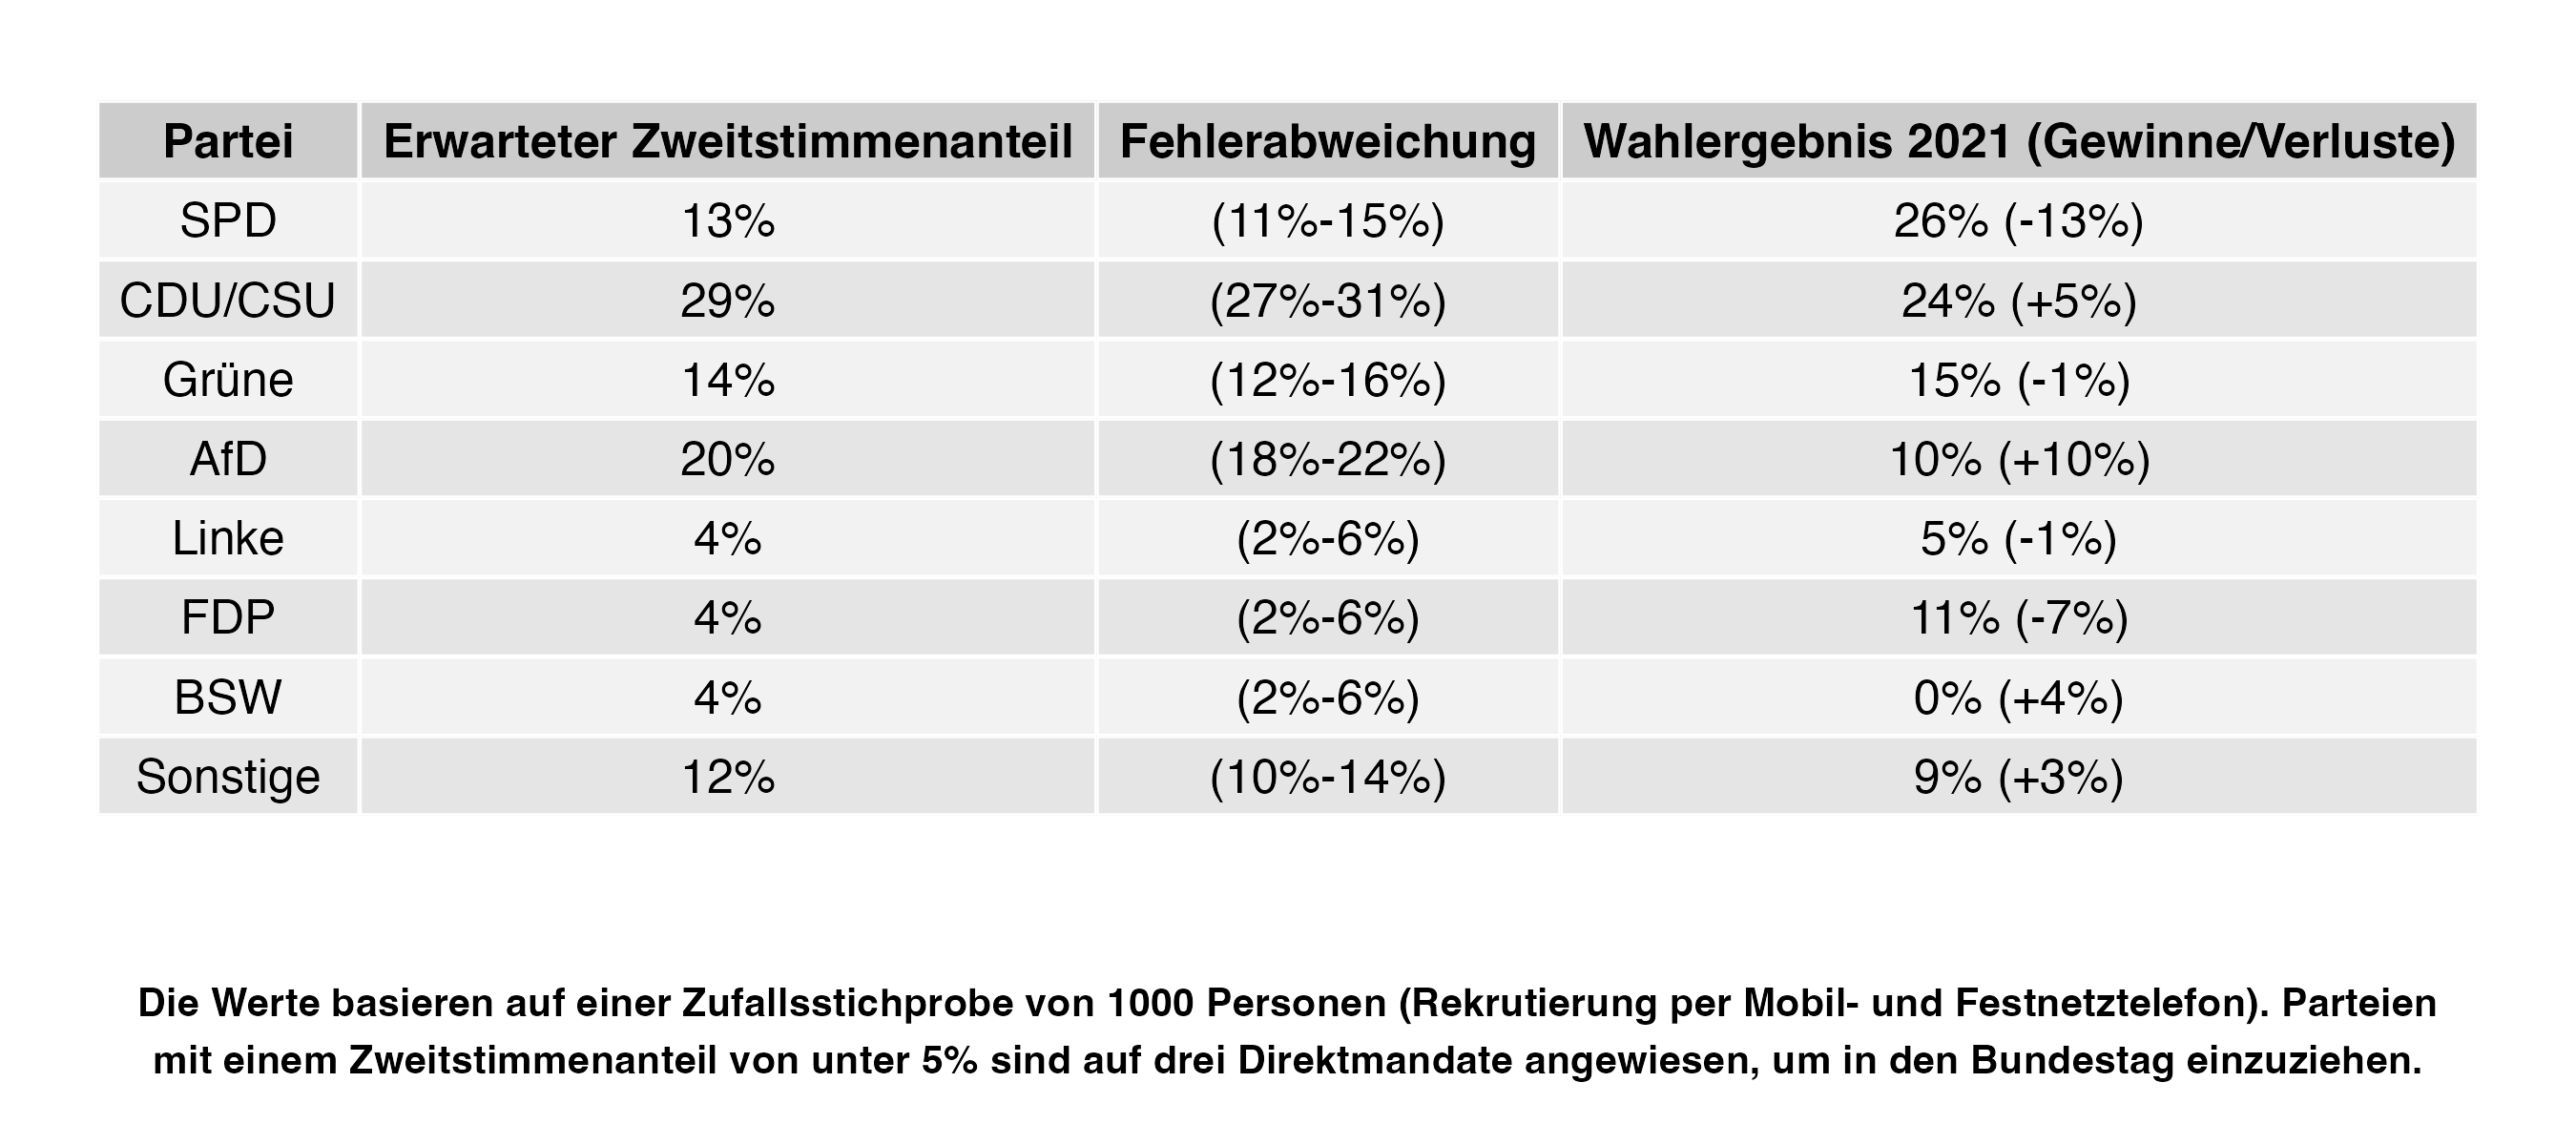 Partei Erwarteter Zweitstimmenanteil Fehlerabweichung Wahlergebnis 2021 (Gewinne/Verluste)
SPD 13% (11%-15%) 26% (-13%)
CDU/CSU 29% (27%-31%) 24% (+5%)
Grüne 14% (12%-16%) 15% (-1%)
AfD 20% (18%-22%) 10% (+10%)
Linke 4% (2%-6%) 5% (-1%)
FDP 4% (2%-6%) 11% (-7%)
BSW 4% (2%-6%) 0% (+4%)
Sonstige 12% (10%-14%) 9% (+3%)
Die Werte basieren auf einer Zufallsstichprobe von 1000 Personen (Rekrutierung per Mobil- und Festnetztelefon). Parteien
mit einem Zweitstimmenanteil von unter 5% sind auf drei Direktmandate angewiesen, um in den Bundestag einzuziehen.